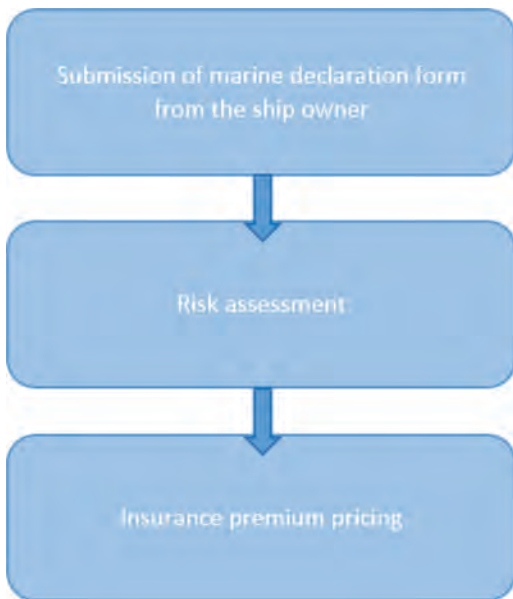 Submission of marine declaration form
from the ship owner
Risk assessment
Insurance premium pricing